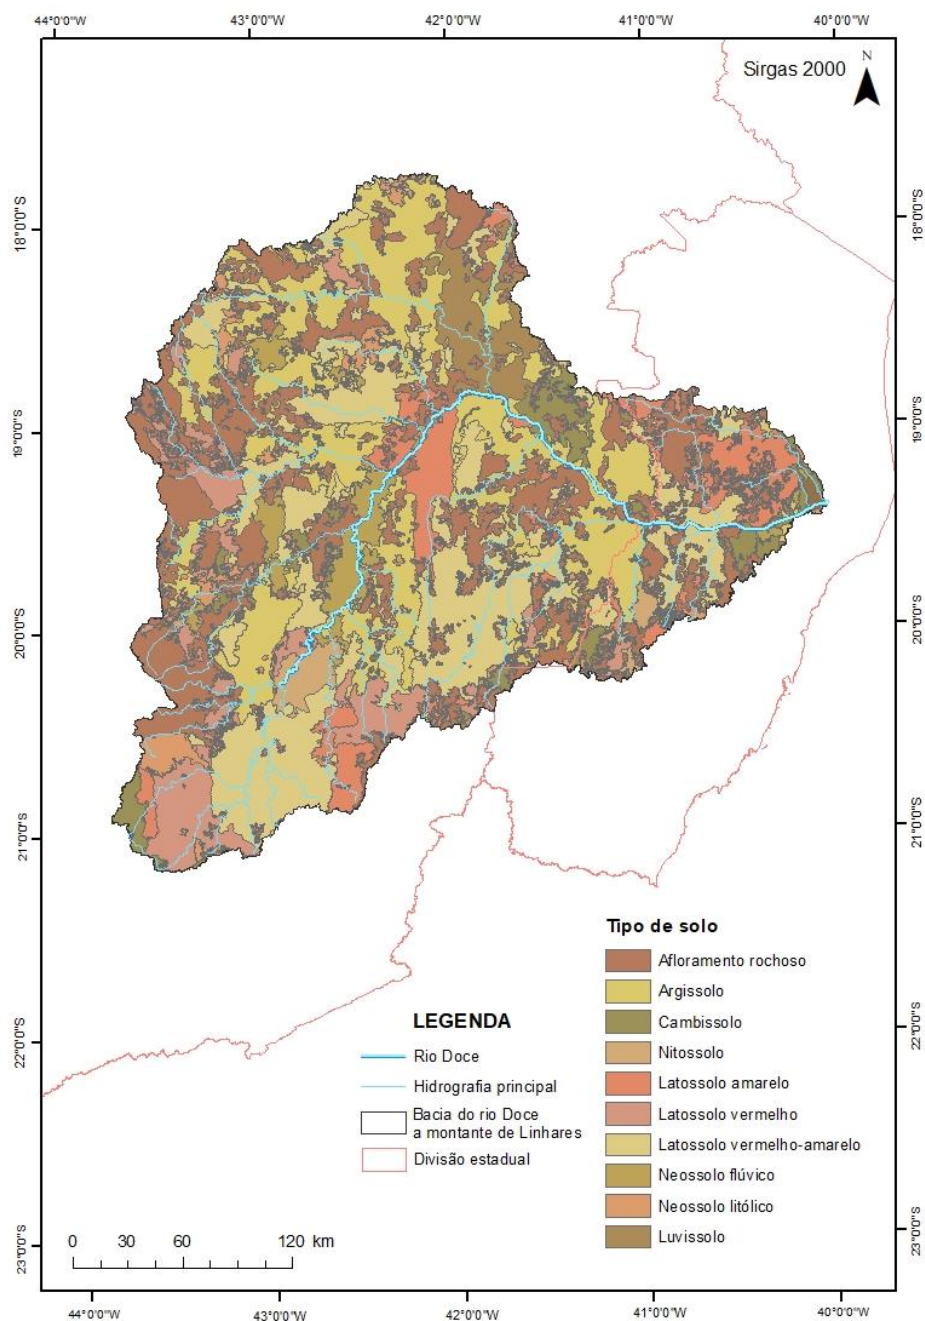 44°0'0"W 43°0'0"W 42°0'0"W 41°0'0"W 40°0'0"W
Sirgas 2000
N
18°0'0"S
18°0'0"S
19°0'0"S
19°0'0"S
20°0'0"S
20°0'0"S
21°0'0"S
21°0'0"S
22°0'0"S
22°0'0"S
23°0'0"S
23°0'0"S
LEGENDA
Rio Doce
Hidrografia principal
Bacia do rio Doce
a montante de Linhares
Divisão estadual
Tipo de solo
Afloramento rochoso
Argissolo
Cambissolo
Nitossolo
Latossolo amarelo
Latossolo vermelho
Latossolo vermelho-amarelo
Neossolo flúvico
Neossolo litólico
Luvissolo
0 30 60 120 km
44°0'0"W 43°0'0"W 42°0'0"W 41°0'0"W 40°0'0"W